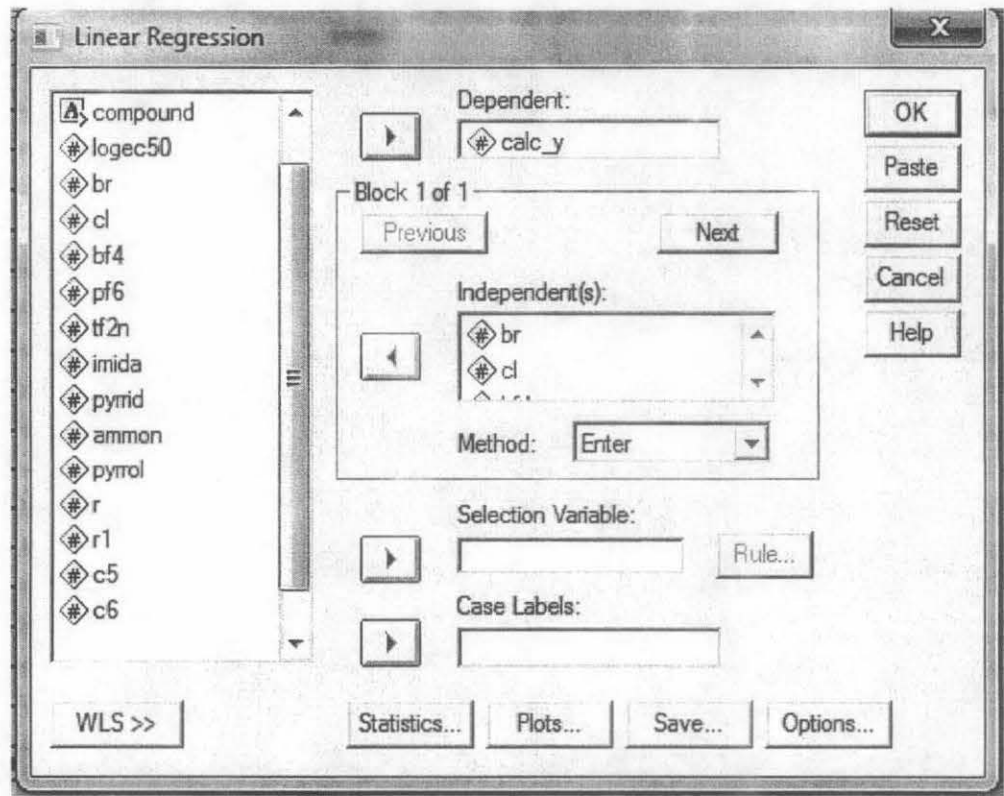 Linear Regression
X
compound
logec50
br
cl
bf4
pf6
tf2n
imida
pyrrid
ammon
pyrrol
r
r1
c5
c6
Dependent:
calc_y
Block 1 of 1
Previous
Next
Independent(s):
br
cl
Method:
Enter
Selection Variable:
Rule...
Case Labels:
OK
Paste
Reset
Cancel
Help
WLS >>
Statistics...
Plots...
Save...
Options...